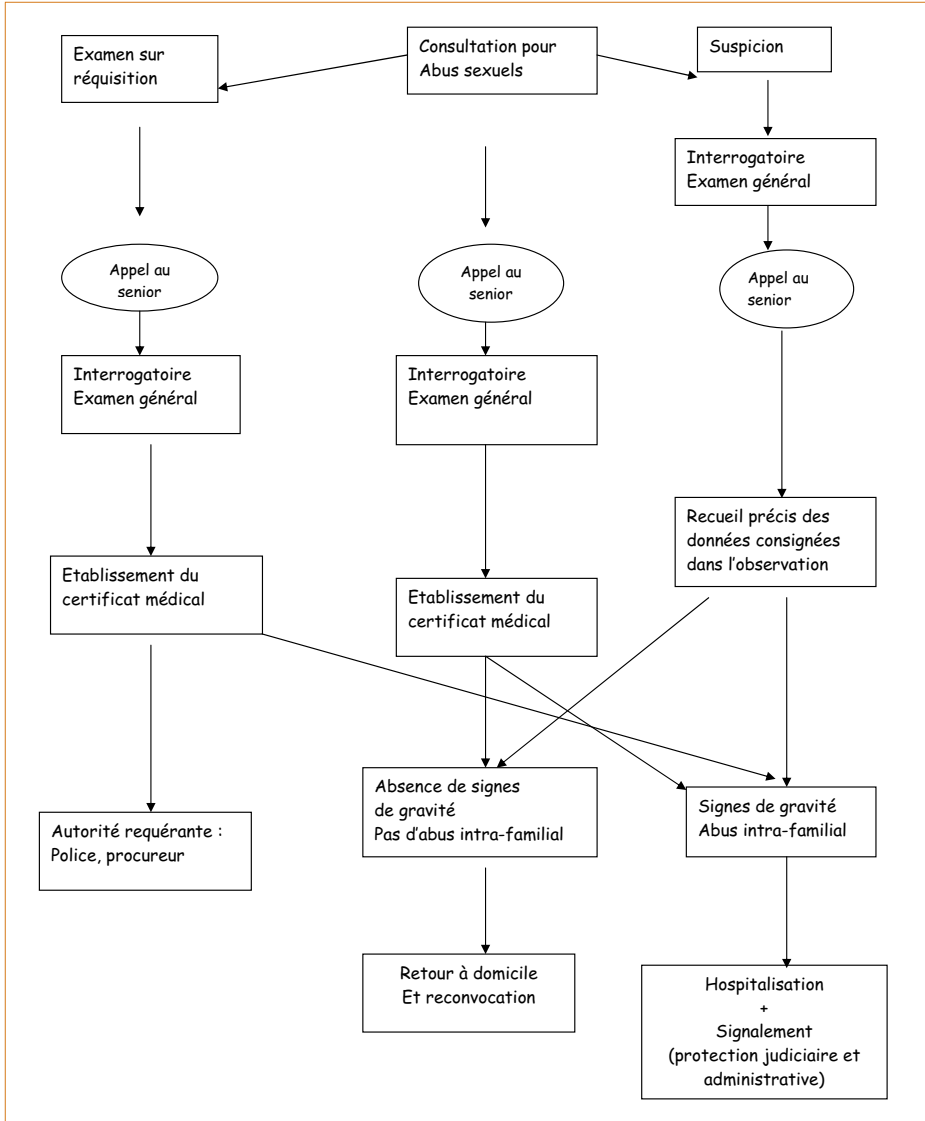 Examen sur
réquisition
Consultation pour
Abus sexuels
Suspicion
Interrogatoire
Examen général
Appel au
senior
Appel au
senior
Appel au
senior
Interrogatoire
Examen général
Interrogatoire
Examen général
Recueil précis des
données consignées
dans l'observation
Etablissement du
certificat médical
Etablissement du
certificat médical
Absence de signes
de gravité
Pas d'abus intra-familial
Signes de gravité
Abus intra-familial
Autorité requérante :
Police, procureur
Retour à domicile
Et reconvocation
Hospitalisation
+
Signalement
(protection judiciaire et
administrative)